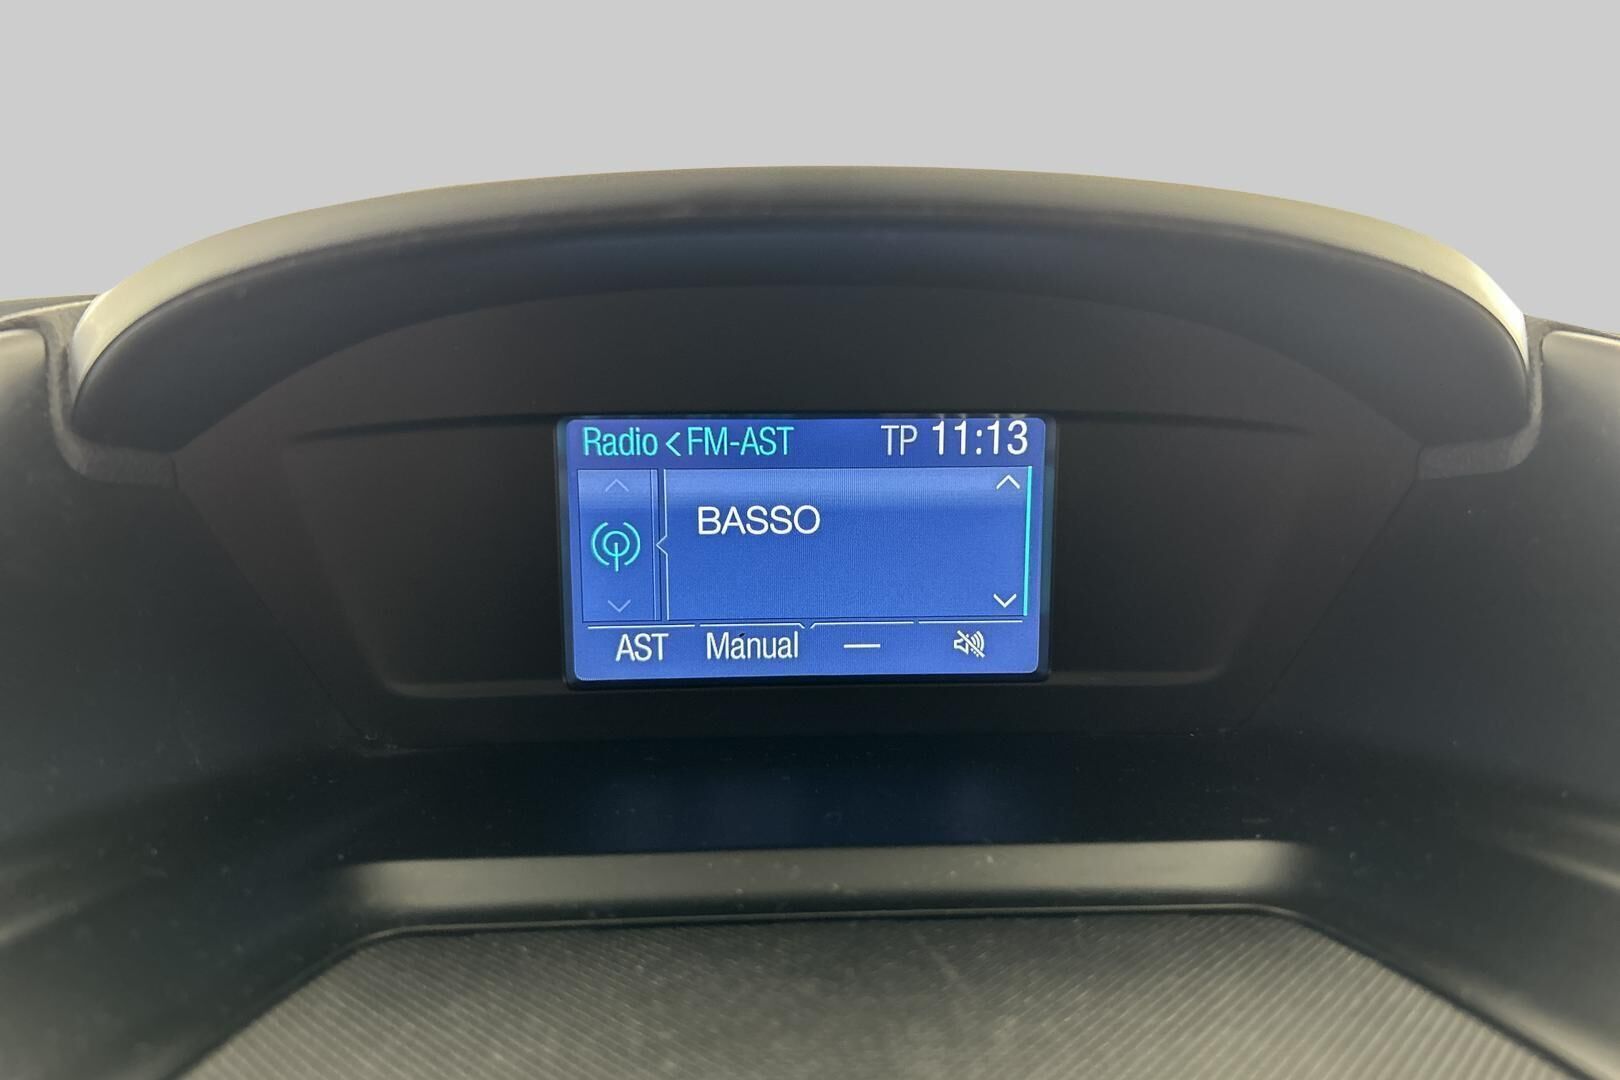 Radio < FM-AST TP 11:13
BASSO
AST Manual —